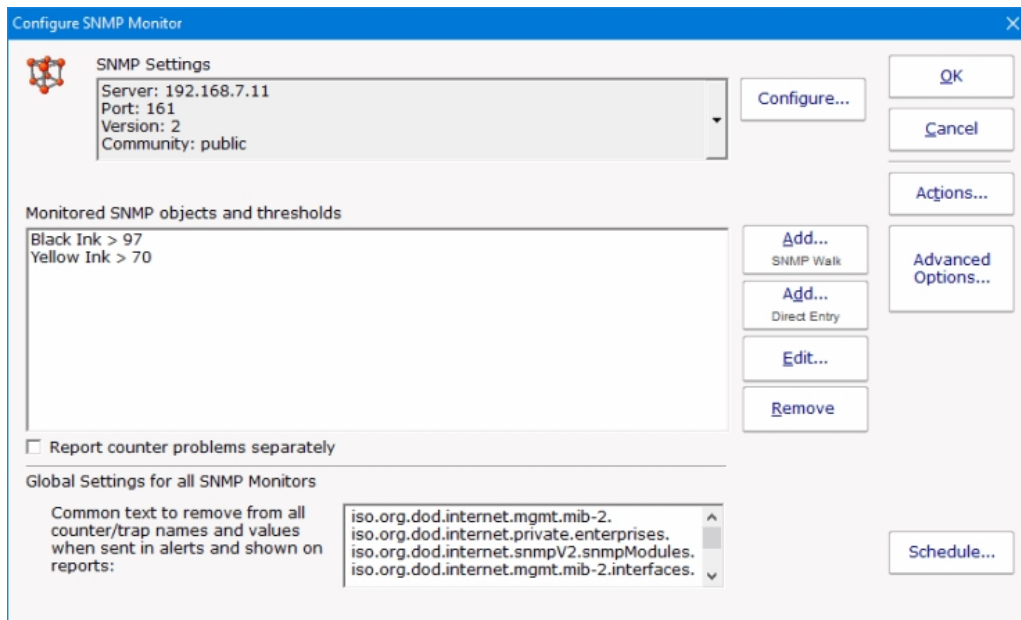 Configure SNMP Monitor
SNMP Settings
Server: 192.168.7.11
Port: 161
Version: 2
Community: public
Configure...
OK
Cancel
Actions...
Advanced
Options...
Monitored SNMP objects and thresholds
Black Ink > 97
Yellow Ink > 70
Add...
SNMP Walk
Add...
Direct Entry
Edit...
Remove
Report counter problems separately
Global Settings for all SNMP Monitors
Common text to remove from all
counter/trap names and values
when sent in alerts and shown on
reports:
iso.org.dod.internet.mgmt.mib-2.
iso.org.dod.internet.private.enterprises.
iso.org.dod.internet.snmpV2.snmpModules.
iso.org.dod.internet.mgmt.mib-2.interfaces.
Schedule...